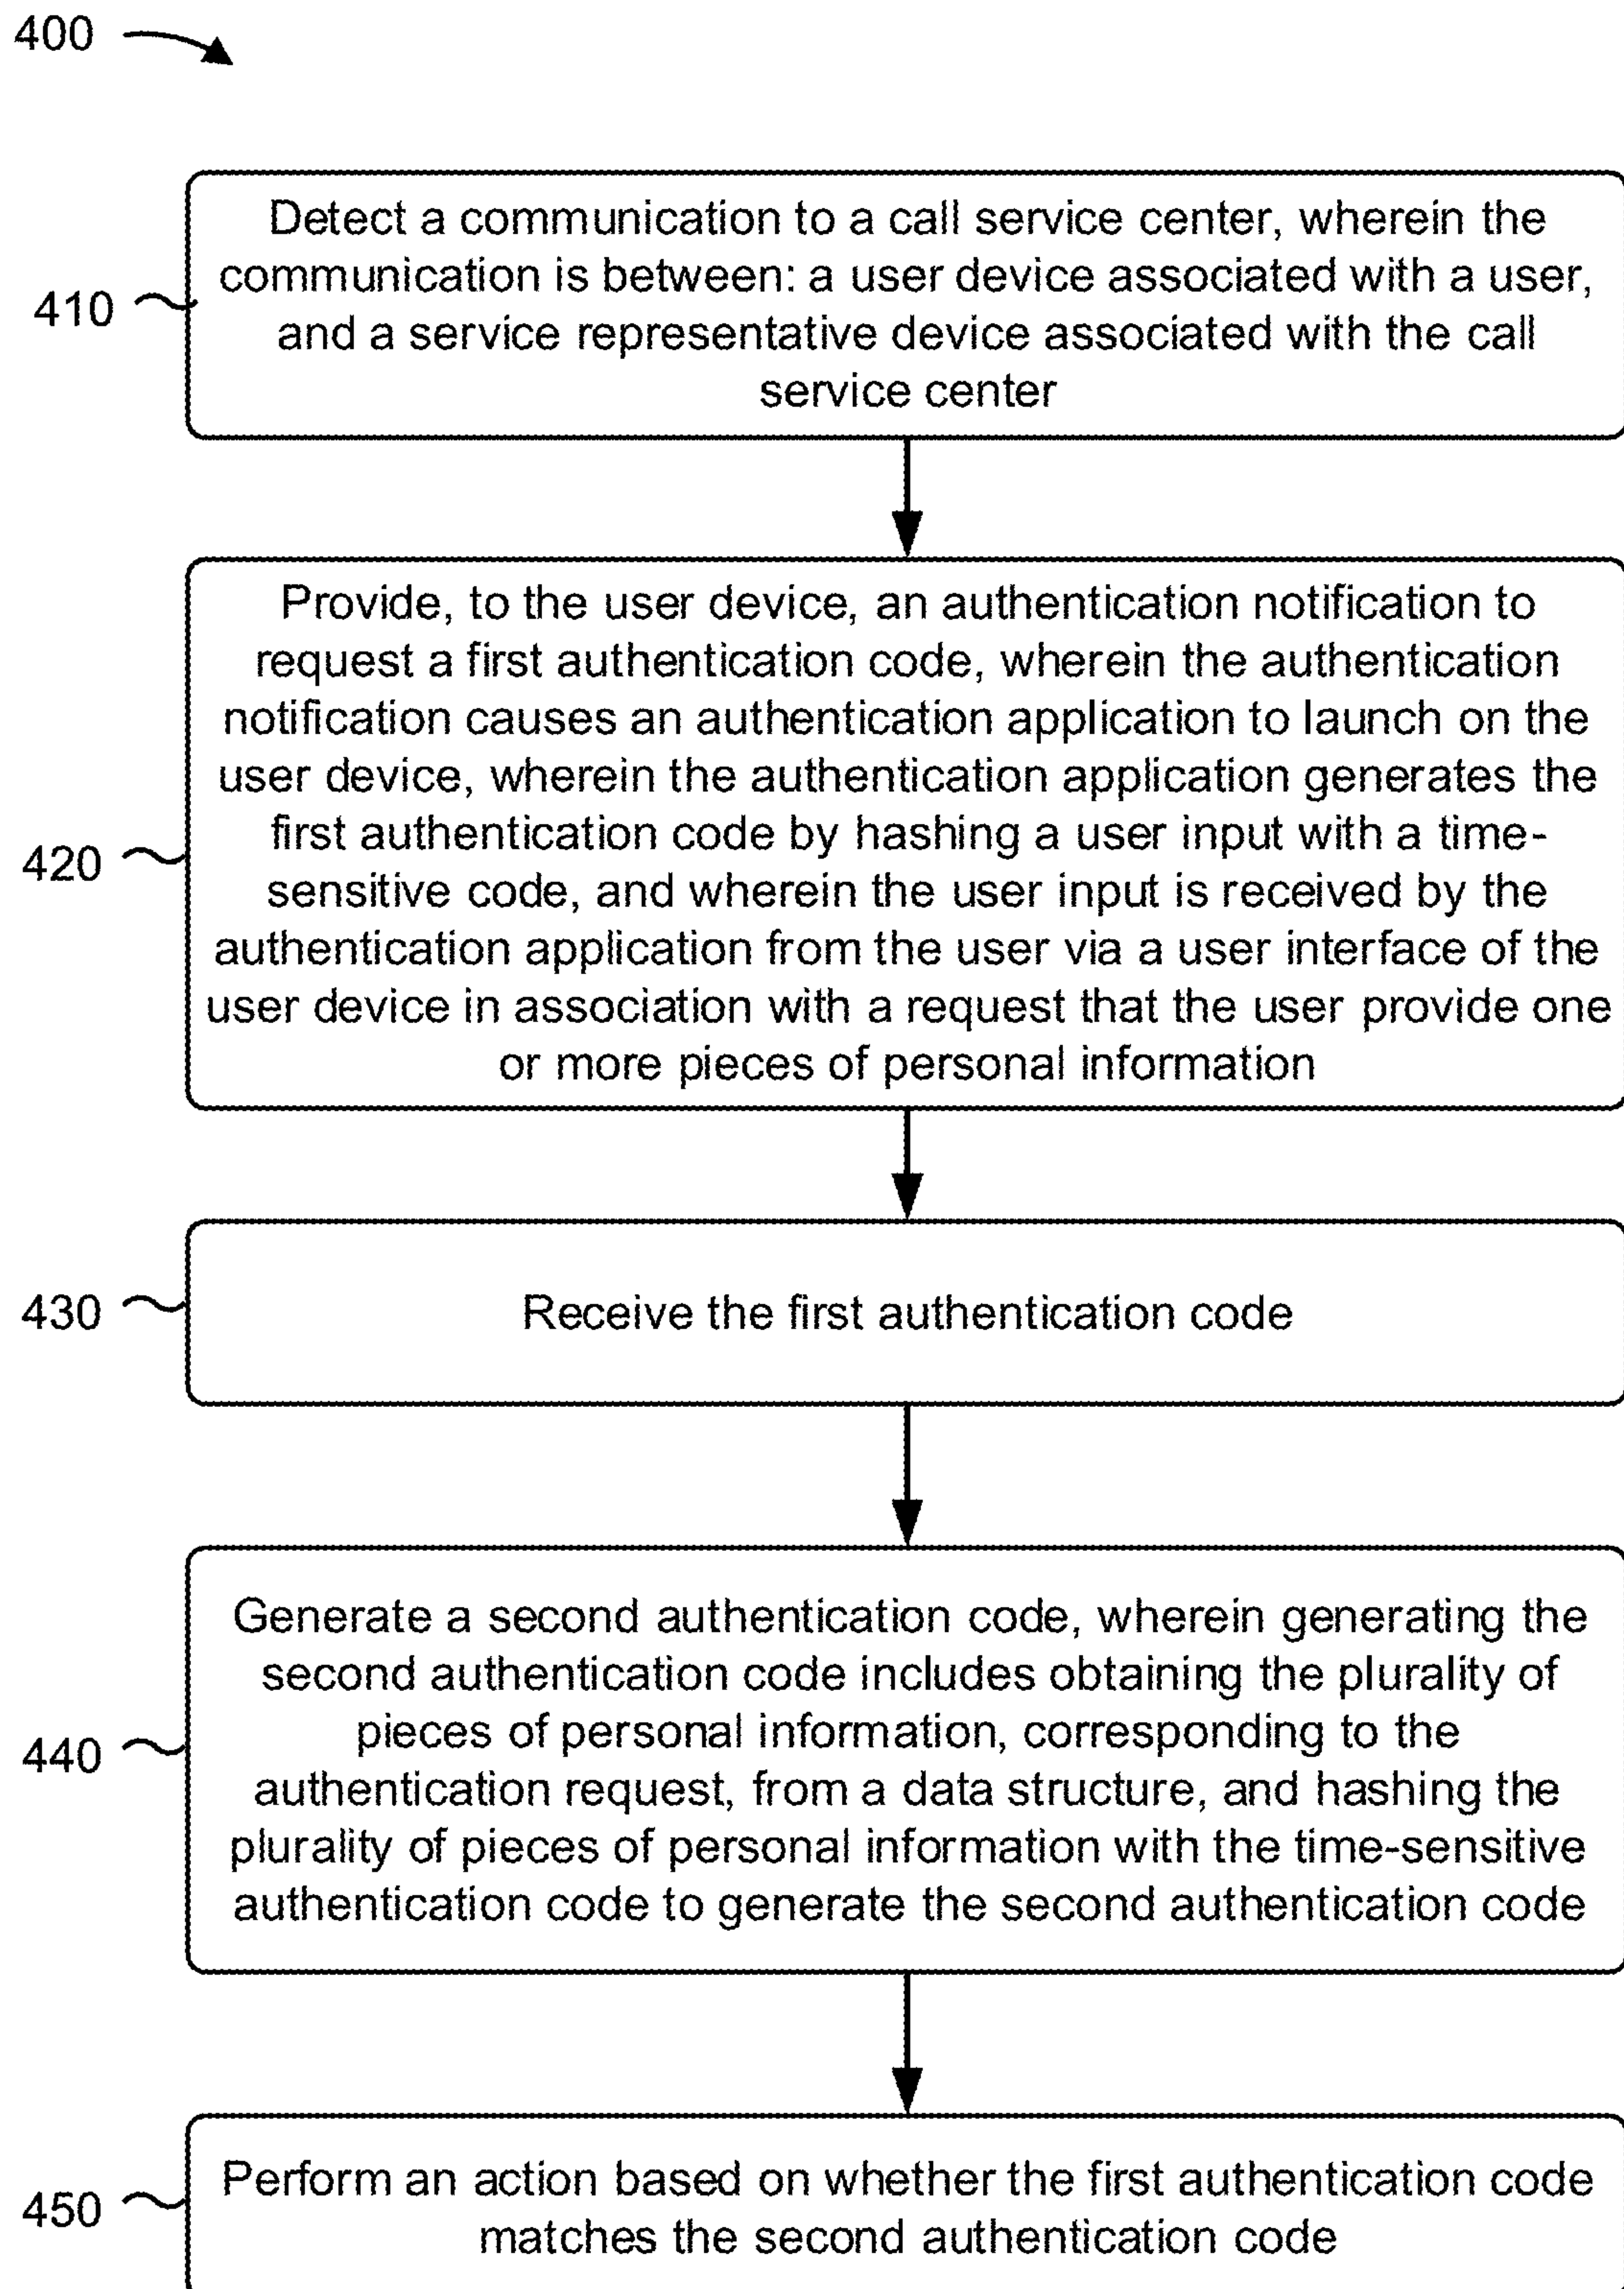 400
410
Detect a communication to a call service center, wherein the
communication is between: a user device associated with a user,
and a service representative device associated with the call
service center
420
Provide, to the user device, an authentication notification to
request a first authentication code, wherein the authentication
notification causes an authentication application to launch on the
user device, wherein the authentication application generates the
first authentication code by hashing a user input with a time-
sensitive code, and wherein the user input is received by the
authentication application from the user via a user interface of the
user device in association with a request that the user provide one
or more pieces of personal information
430
Receive the first authentication code
440
Generate a second authentication code, wherein generating the
second authentication code includes obtaining the plurality of
pieces of personal information, corresponding to the
authentication request, from a data structure, and hashing the
plurality of pieces of personal information with the time-sensitive
authentication code to generate the second authentication code
450
Perform an action based on whether the first authentication code
matches the second authentication code